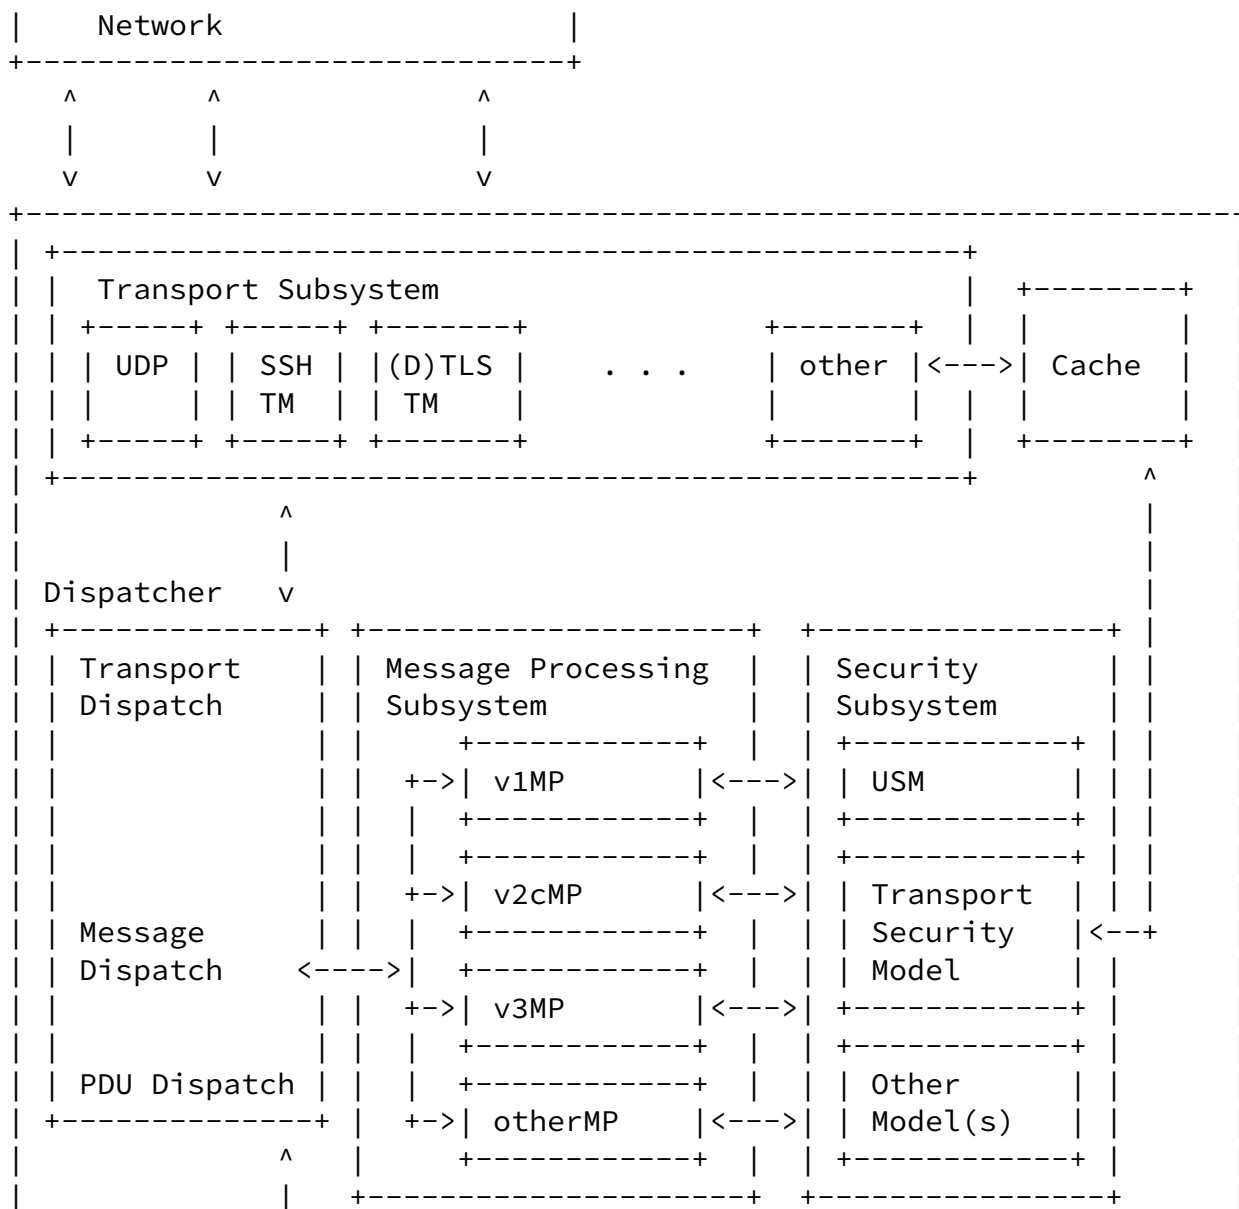 Network
Transport Subsystem
UDP SSH (D)TLS . . . other <---> Cache
TM TM
Dispatcher
Transport Message Processing Security
Dispatch Subsystem Subsystem
v1MP USM
v2cMP Transport
Message Security
Dispatch Model
v3MP
PDU Dispatch Other
otherMP Model(s)